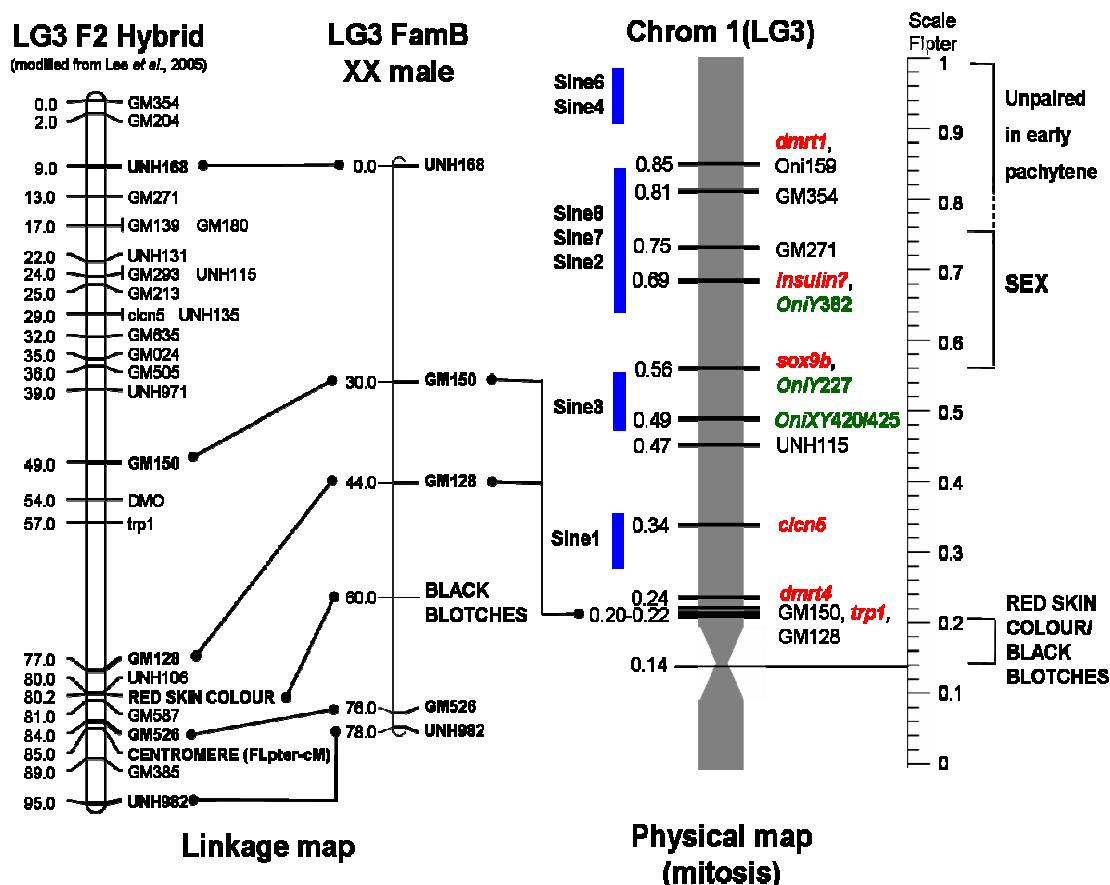 LG3 F2 Hybrid
(modified from Lee et al., 2005)
0.0 GM354
2.0 GM204
9.0 UNH168
13.0 GM271
17.0 GM139 GM180
22.0 UNH131
24.0 GM293 UNH115
25.0 GM213
29.0 clcn5 UNH135
32.0 GM635
35.0 GM024
36.0 GM505
39.0 UNH971
49.0 GM150
54.0 DMO
57.0 trp1
77.0 GM128
80.0 UNH106
80.2 RED SKIN COLOUR
81.0 GM587
84.0 GM526
85.0 CENTROMERE (FLpter-cM)
89.0 GM385
95.0 UNH982
LG3 FamB
XX male
0.0 UNH168
30.0 GM150
44.0 GM128
60.0 BLACK
BLOTCHES
76.0 GM526
78.0 UNH982
Linkage map
Chrom 1(LG3)
Sine6
Sine4
Sine8
Sine7
Sine2
Sine3
Sine1
dmrt1,
0.85 Oni159
0.81 GM354
0.75 GM271
0.69 Insulin?,
OniY382
0.56 sox9b,
OniY227
0.49 OniXY420/425
0.47 UNH115
0.34 clcn5
0.24 dmrt4
0.20-0.22 GM150, trp1,
GM128
0.14
Physical map
(mitosis)
Scale
Flpter
1
0.9
0.8
0.7
0.6
0.5
0.4
0.3
0.2
0.1
0
Unpaired
in early
pachytene
SEX
RED SKIN
COLOUR/
BLACK
BLOTCHES